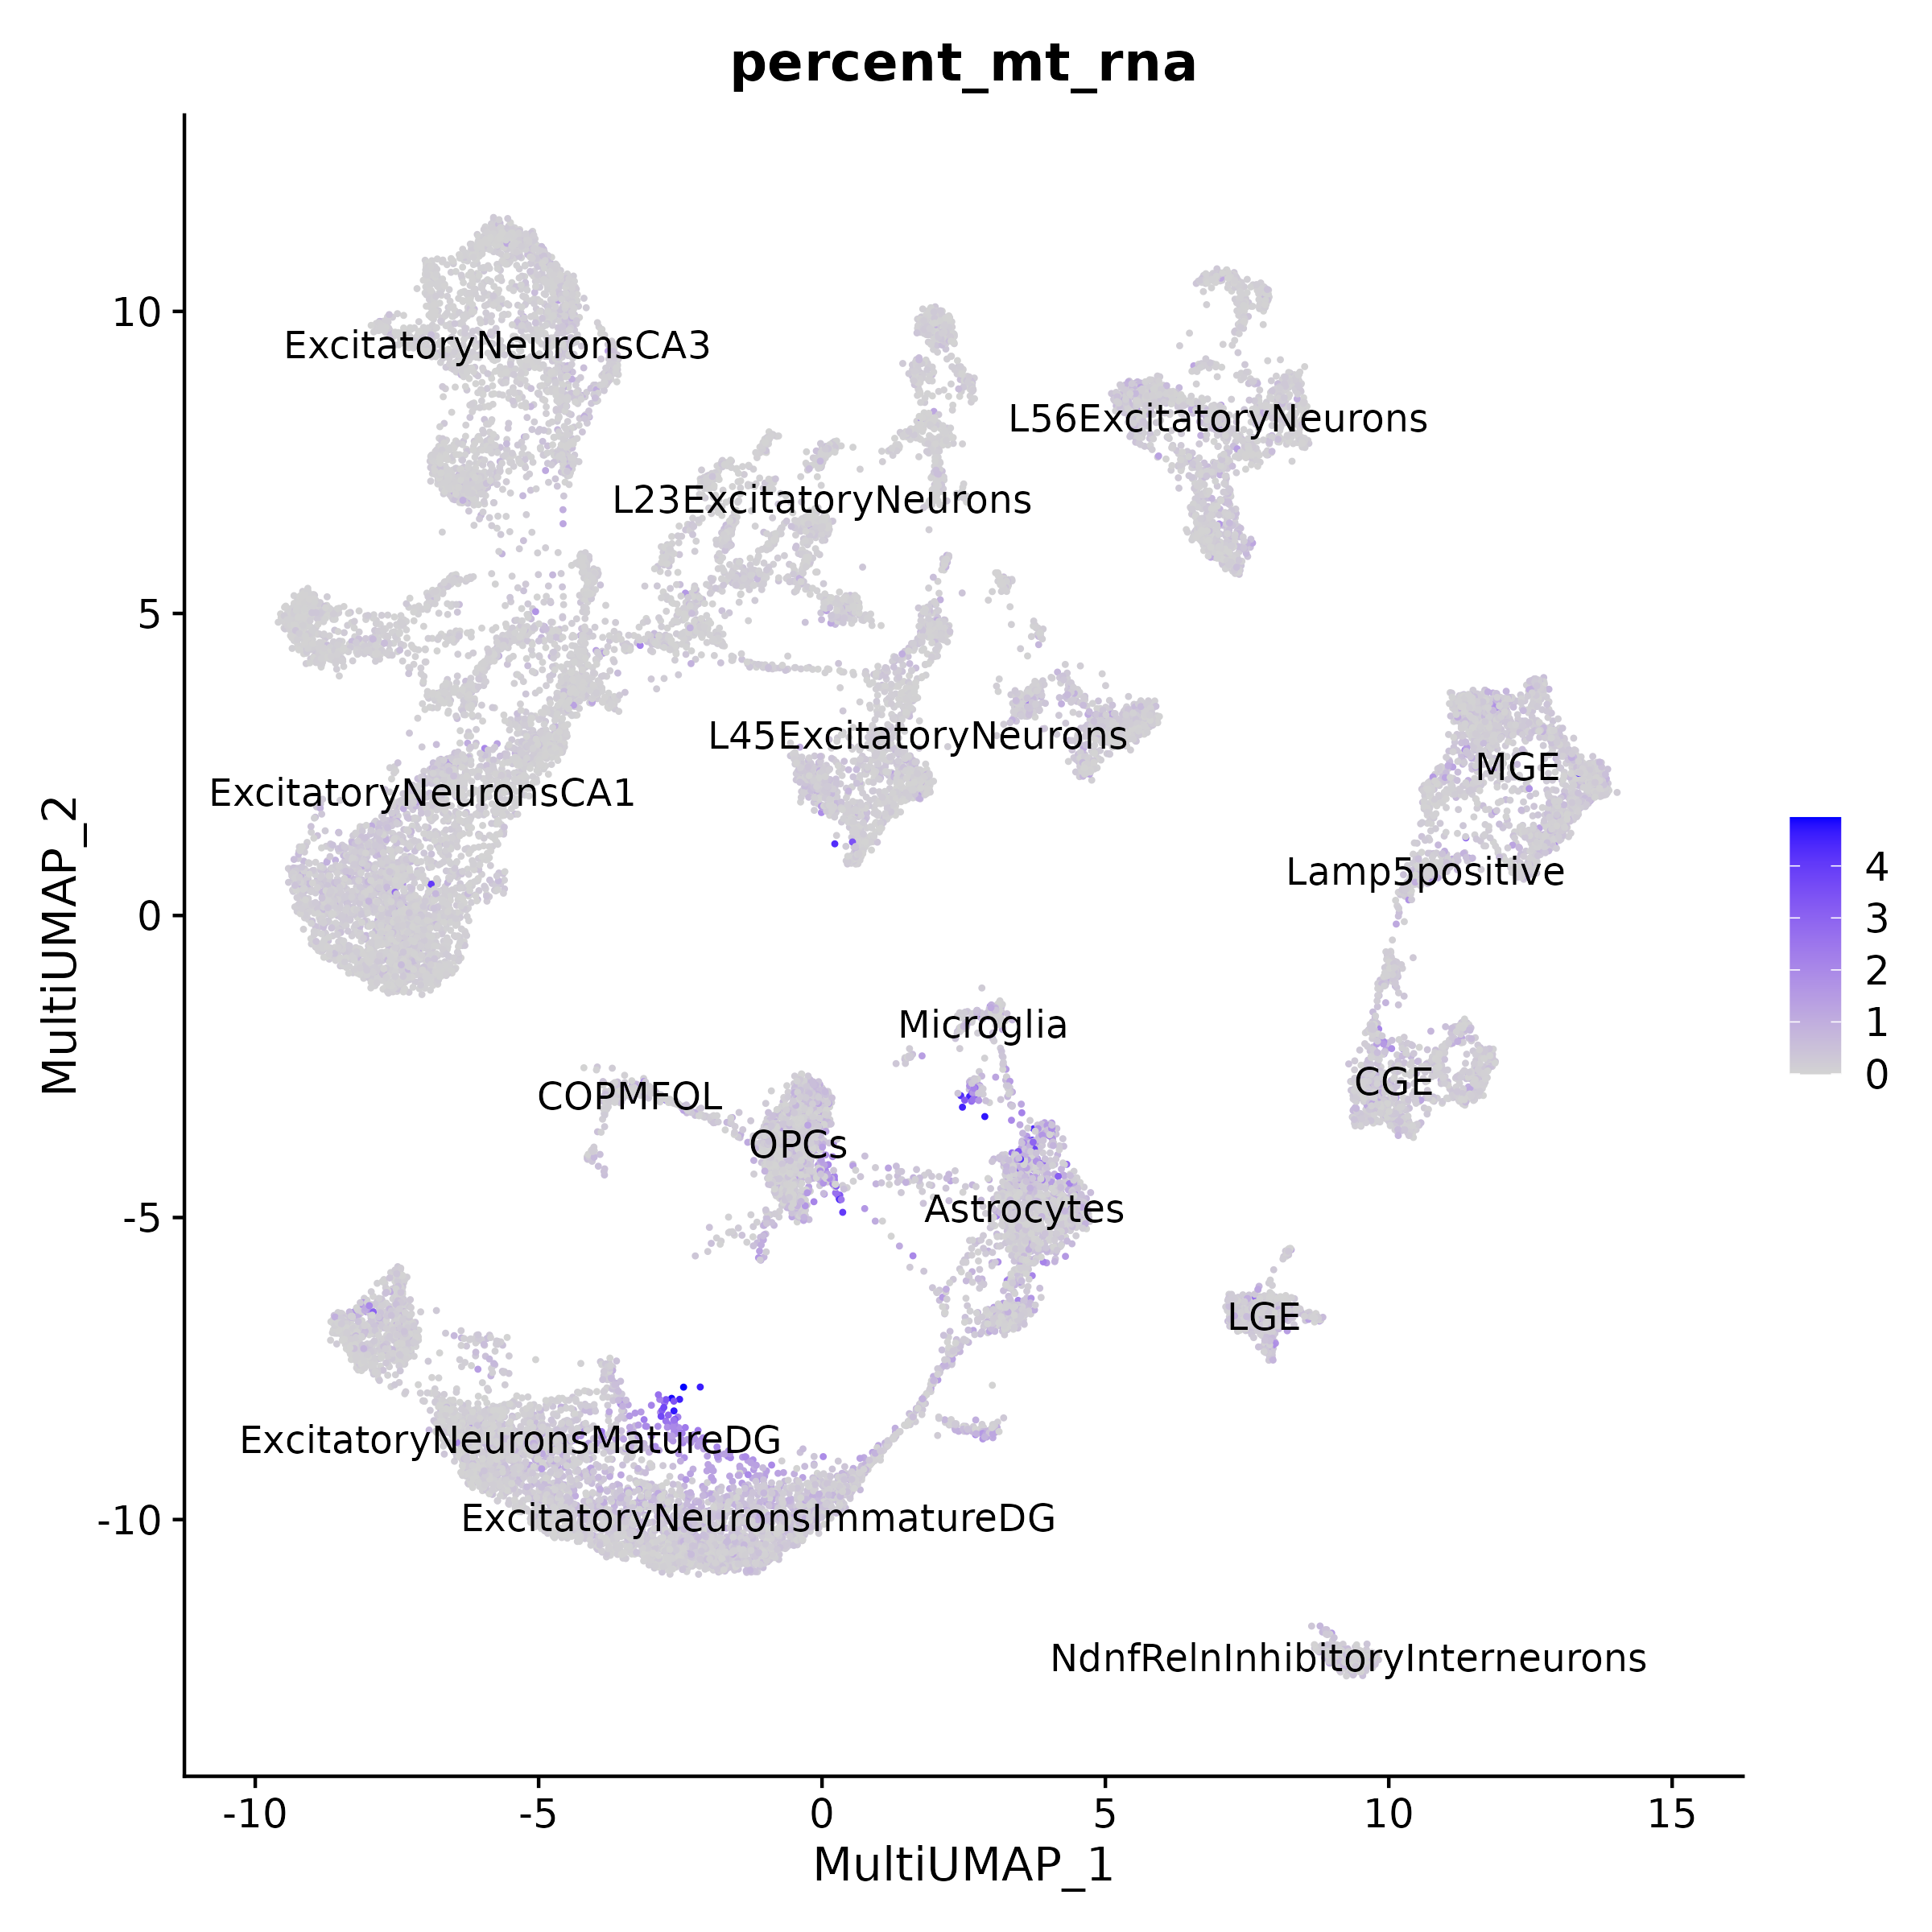 percent_mt_rna
MultiUMAP_2
10
5
0
-5
-10
ExcitatoryNeuronsCA3
L56ExcitatoryNeurons
L23ExcitatoryNeurons
L45ExcitatoryNeurons
MGE
ExcitatoryNeuronsCA1
Lamp5positive
Microglia
CGE
COPMFOL
OPCs
Astrocytes
LGE
ExcitatoryNeuronsMatureDG
ExcitatoryNeuronsImmatureDG
NdnfRelnInhibitoryInterneurons
4
3
2
1
0
-10
-5
0
5
10
15
MultiUMAP_1